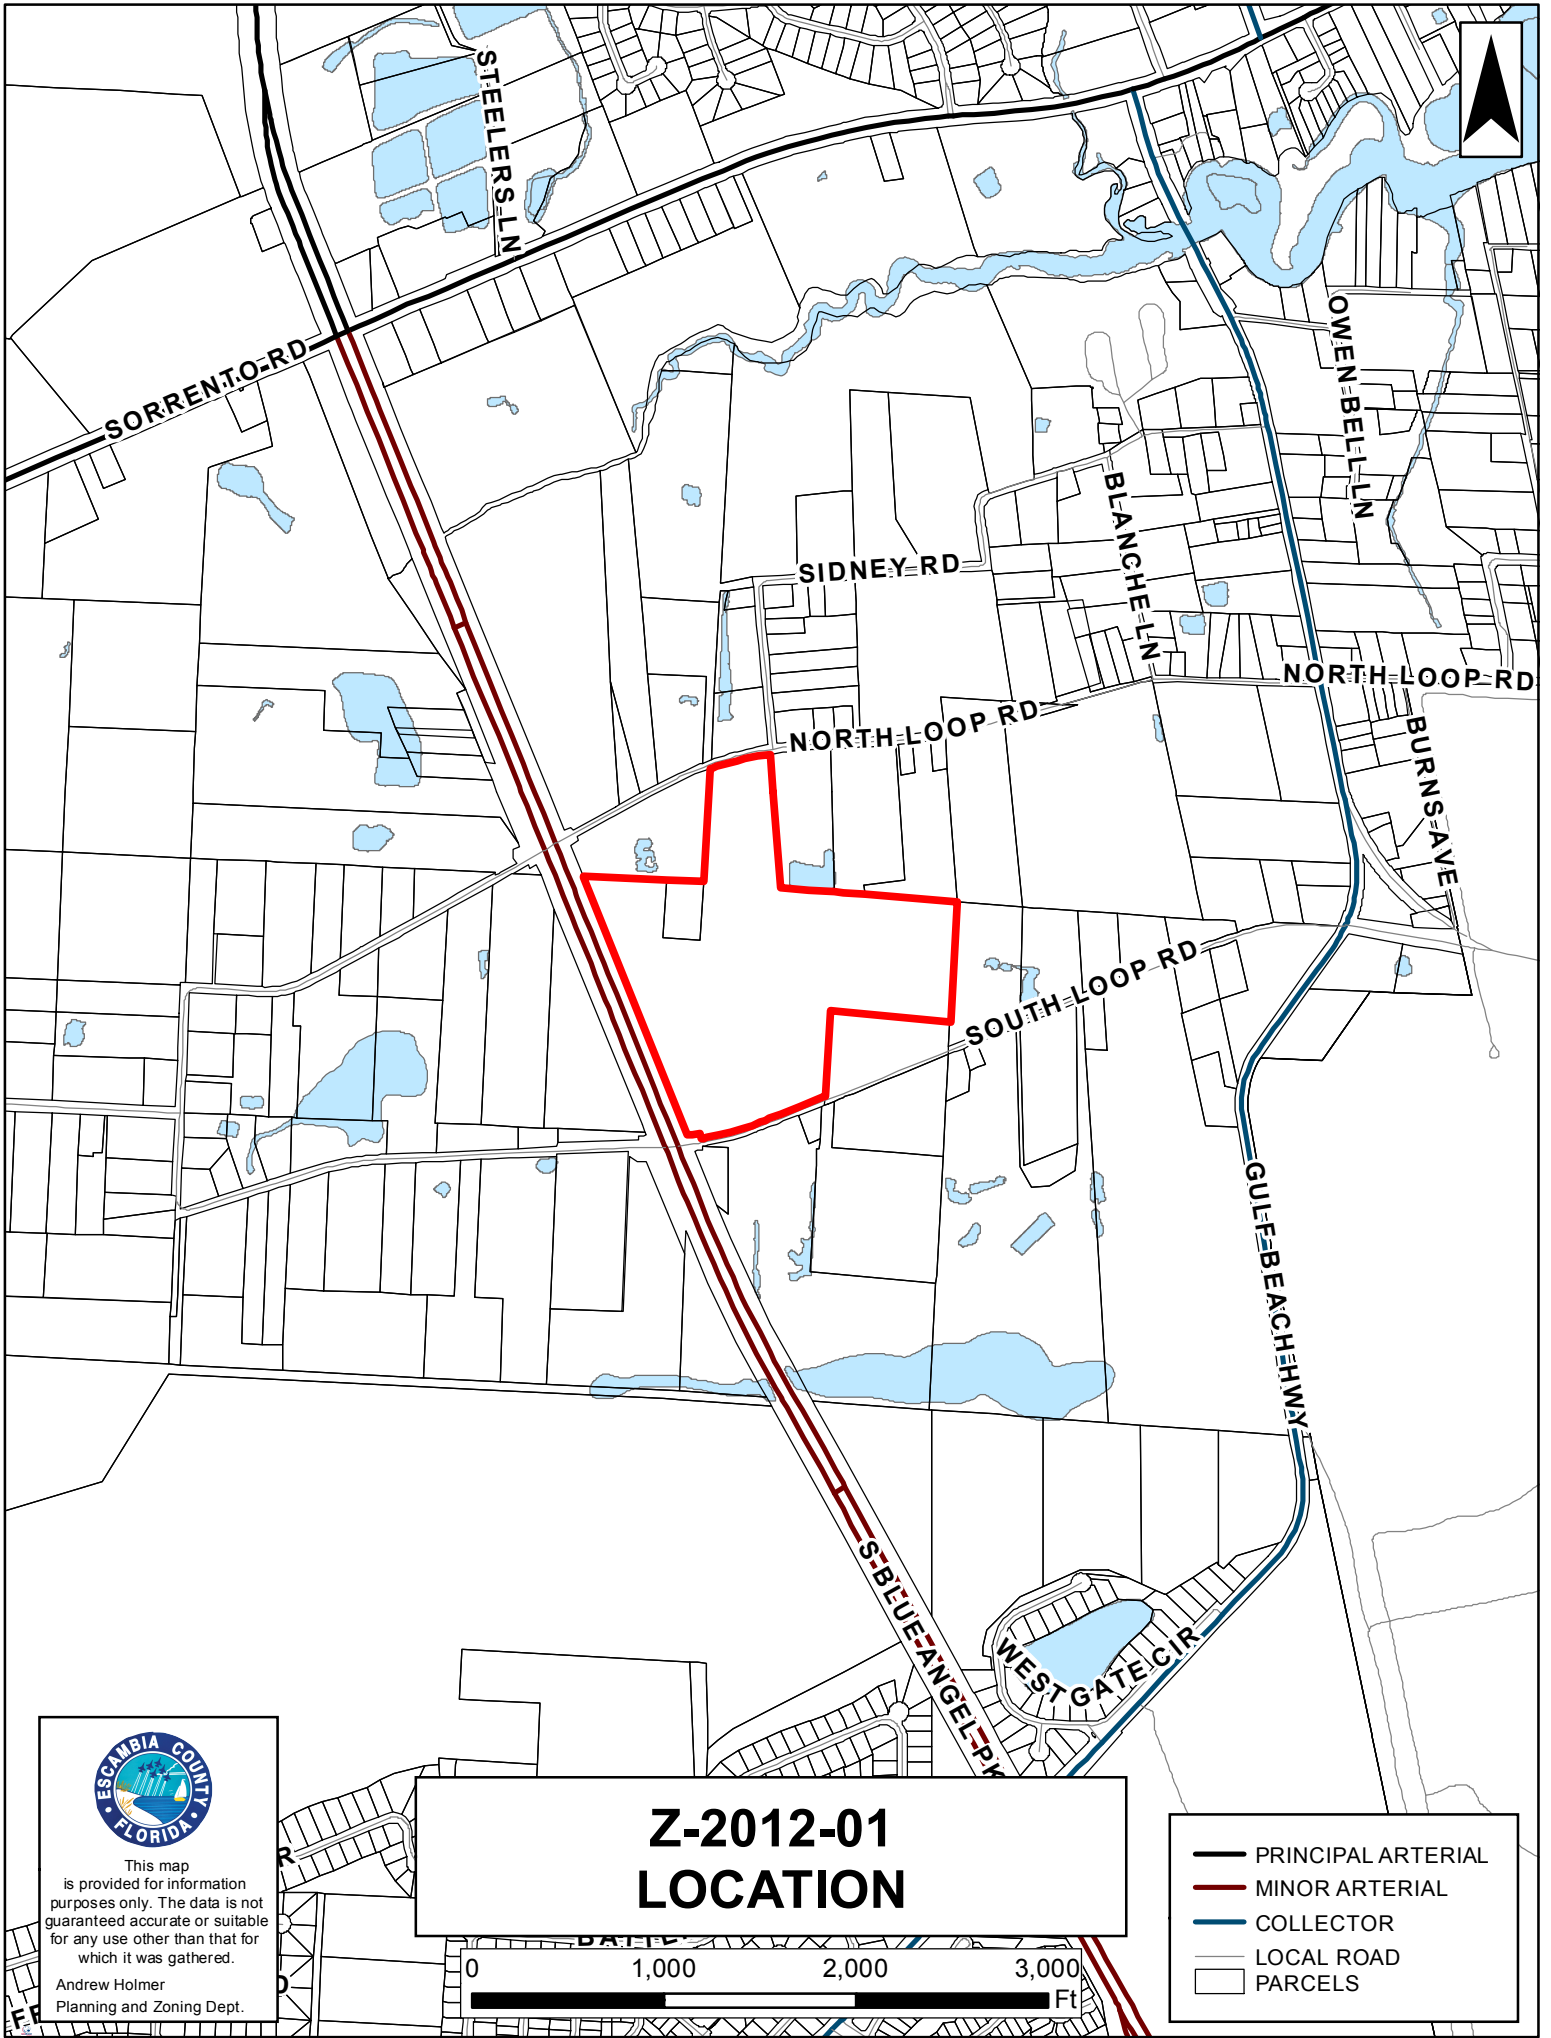 STEELERS LN
SORRENTO RD
OWEN BELL LN
BLANCHE LN
SIDNEY RD
NORTH LOOP RD
NORTH LOOP RD
BURNS AVE
SOUTH LOOP RD
GULF BEACH HWY
S BLUE ANGEL PK
WESTGATE CIR
ESCAMBIA COUNTY
FLORIDA
This map
is provided for information
purposes only. The data is not
guaranteed accurate or suitable
for any use other than that for
which it was gathered.
Andrew Holmer
Planning and Zoning Dept.
R
Z-2012-01
LOCATION
0 1,000 2,000 3,000
Ft
PRINCIPAL ARTERIAL
MINOR ARTERIAL
COLLECTOR
LOCAL ROAD
PARCELS